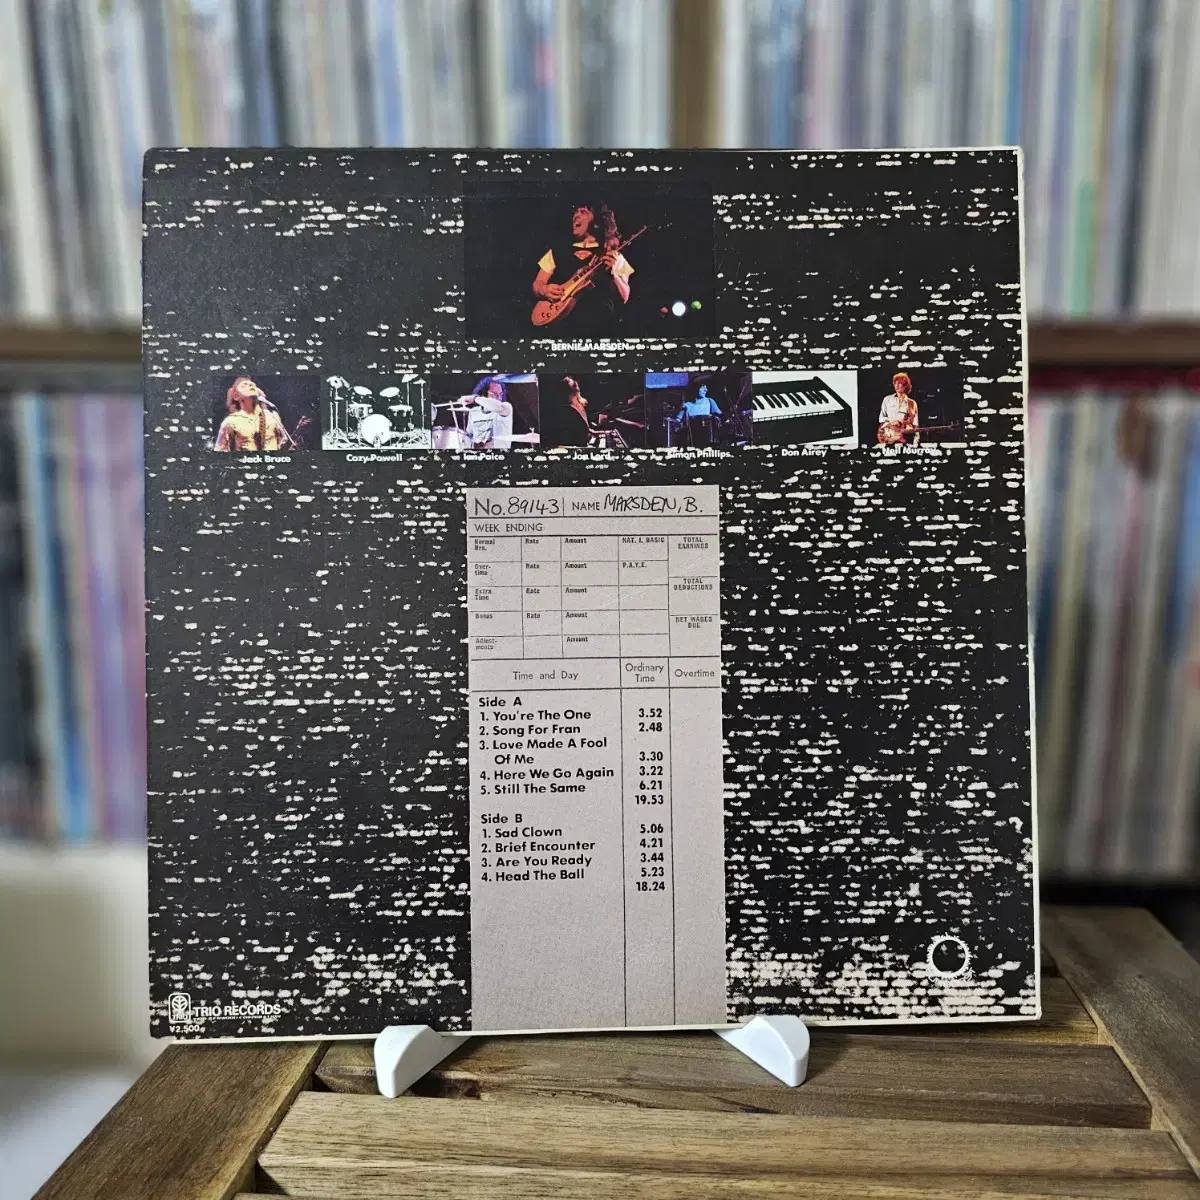 BERNIE MARSDEN
Jack Bruce
Cozy Powell
Ian Paice
Jon Lord
Simon Phillips
Don Airey
Neil Murray
No. 89143 NAME MARSDEN, B.
WEEK ENDING
Normal Hrs. Rate Amount NAT. I. BASIC TOTAL EARNINGS
Over-time Rate Amount P.A.Y.E.
TOTAL DEDUCTIONS
Extra Time Rate Amount
Bonus Rate Amount NET WAGES DUE
Adjust-ments Amount
Time and Day Ordinary Time Overtime
Side A
1. You're The One 3.52
2. Song For Fran 2.48
3. Love Made A Fool
Of Me 3.30
4. Here We Go Again 3.22
5. Still The Same 6.21
19.53
Side B
1. Sad Clown 5.06
2. Brief Encounter 4.21
3. Are You Ready 3.44
4. Head The Ball 5.23
18.24
TRIO RECORDS
¥2,500